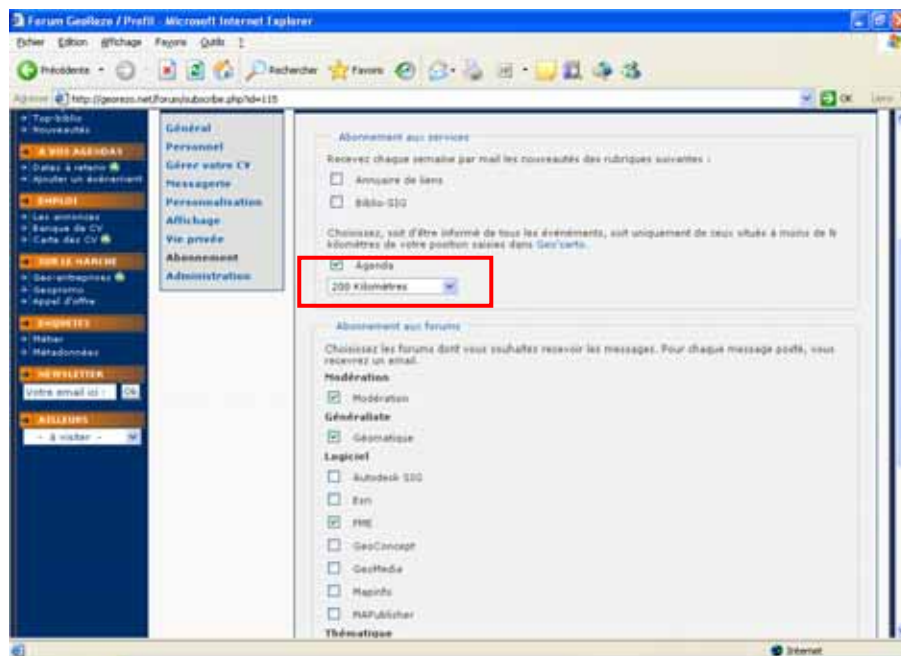 Forum GeoRezo / Profil - Microsoft Internet Explorer
Fichier Edition Affichage Favoris Outils ?
Précédente Rechercher Favoris
http://georezo.net/forum/subscribe.php?id=115 OK Liens
Top-biblio
Nouveautés
A VOS AGENDAS
Dates à retenir
Ajouter un événement
EMPLOI
Les annonces
Banque de CV
Carte des CV
SUR LE MARCHE
Geo-entreprises
Geopromo
Appel d'offre
ENQUETES
Métier
Métadonnées
NEWSLETTER
votre email ici : Ok
AILLEURS
- à visiter -
Général
Personnel
Gérer votre CV
Messagerie
Personnalisation
Affichage
Vie privée
Abonnement
Administration
Abonnement aux services
Recevez chaque semaine par mail les nouveautés des rubriques suivantes :
Annuaire de liens
Biblio-SIG
Choisissez, soit d'être informé de tous les événements, soit uniquement de ceux situés à moins de N
kilomètres de votre position saisies dans Geo'carto.
Agenda
200 Kilomètres
Abonnement aux forums
Choisissez les forums dont vous souhaitez recevoir les messages. Pour chaque message posté, vous
recevrez un email.
Modération
Modération
Généraliste
Géomatique
Logiciel
Autodesk SIG
Esri
FME
GeoConcept
GeoMedia
Mapinfo
MAPublisher
Thématique
Internet